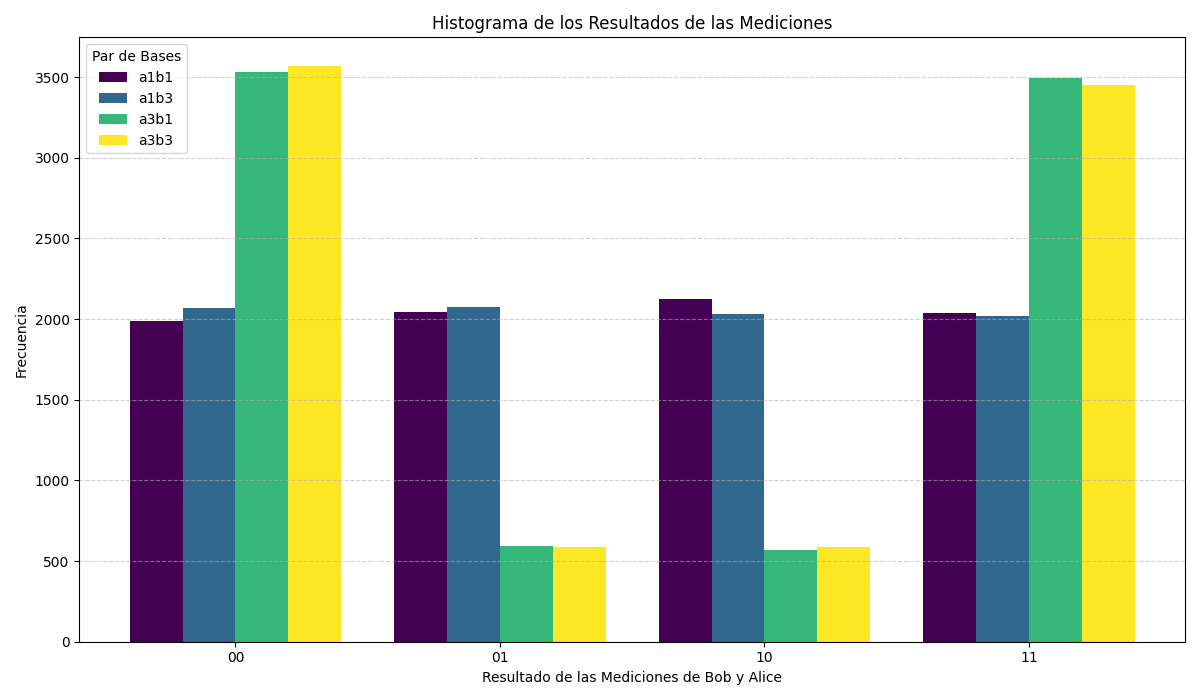 Histograma de los Resultados de las Mediciones
Par de Bases
a1b1
a1b3
a3b1
a3b3
Frecuencia
3500
3000
2500
2000
1500
1000
500
0
00
01
10
11
Resultado de las Mediciones de Bob y Alice